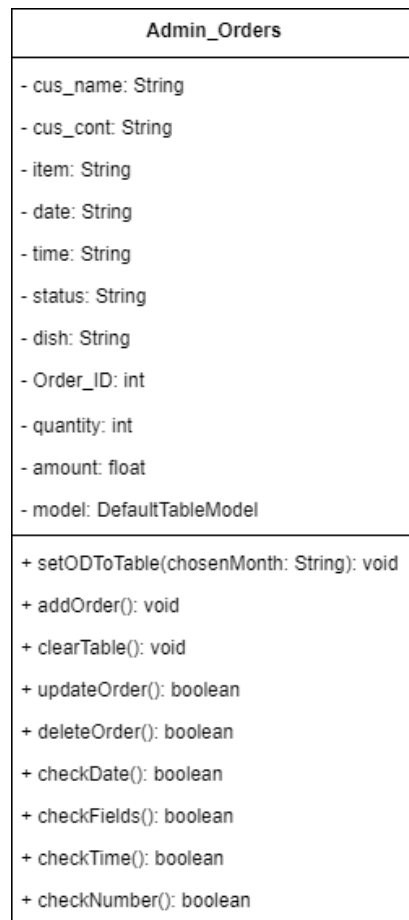 Admin_Orders
- cus_name: String
- cus_cont: String
- item: String
- date: String
- time: String
- status: String
- dish: String
- Order_ID: int
- quantity: int
- amount: float
- model: DefaultTableModel
+ setODToTable(chosenMonth: String): void
+ addOrder(): void
+ clearTable(): void
+ updateOrder(): boolean
+ deleteOrder(): boolean
+ checkDate(): boolean
+ checkFields(): boolean
+ checkTime(): boolean
+ checkNumber(): boolean